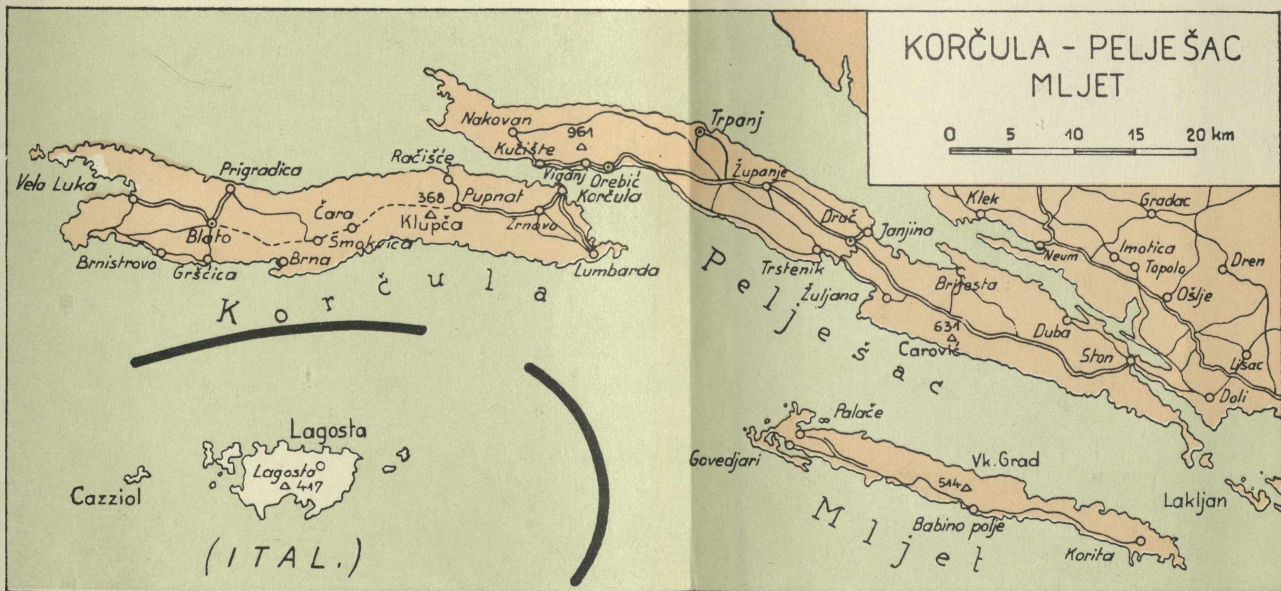 KORČULA - PELJEŠAC
MLJET
0 5 10 15 20 km
Nakovan
961
Kučište
Viganj
Orebić
Korčula
Trpanj
Županje
Drače
Janjina
Trstenik
Žuljana
Brijesta
631
Carović
Duba
Ston
Doli
Klek
Neum
Gradac
Imotica
Topolo
Dren
Ošlje
Lisac
Pelješac
Vela Luka
Prigradica
Račišće
368
Klupča
Pupnat
Žrnovo
Lumbarda
Čara
Smokvica
Blato
Brna
Brnistrovo
Gršćica
Korčula
Lagosta
Lagosta
417
Cazziol
(ITAL.)
Palače
Govedjari
Vk. Grad
514
Babino polje
Korita
Mljet
Lakljan